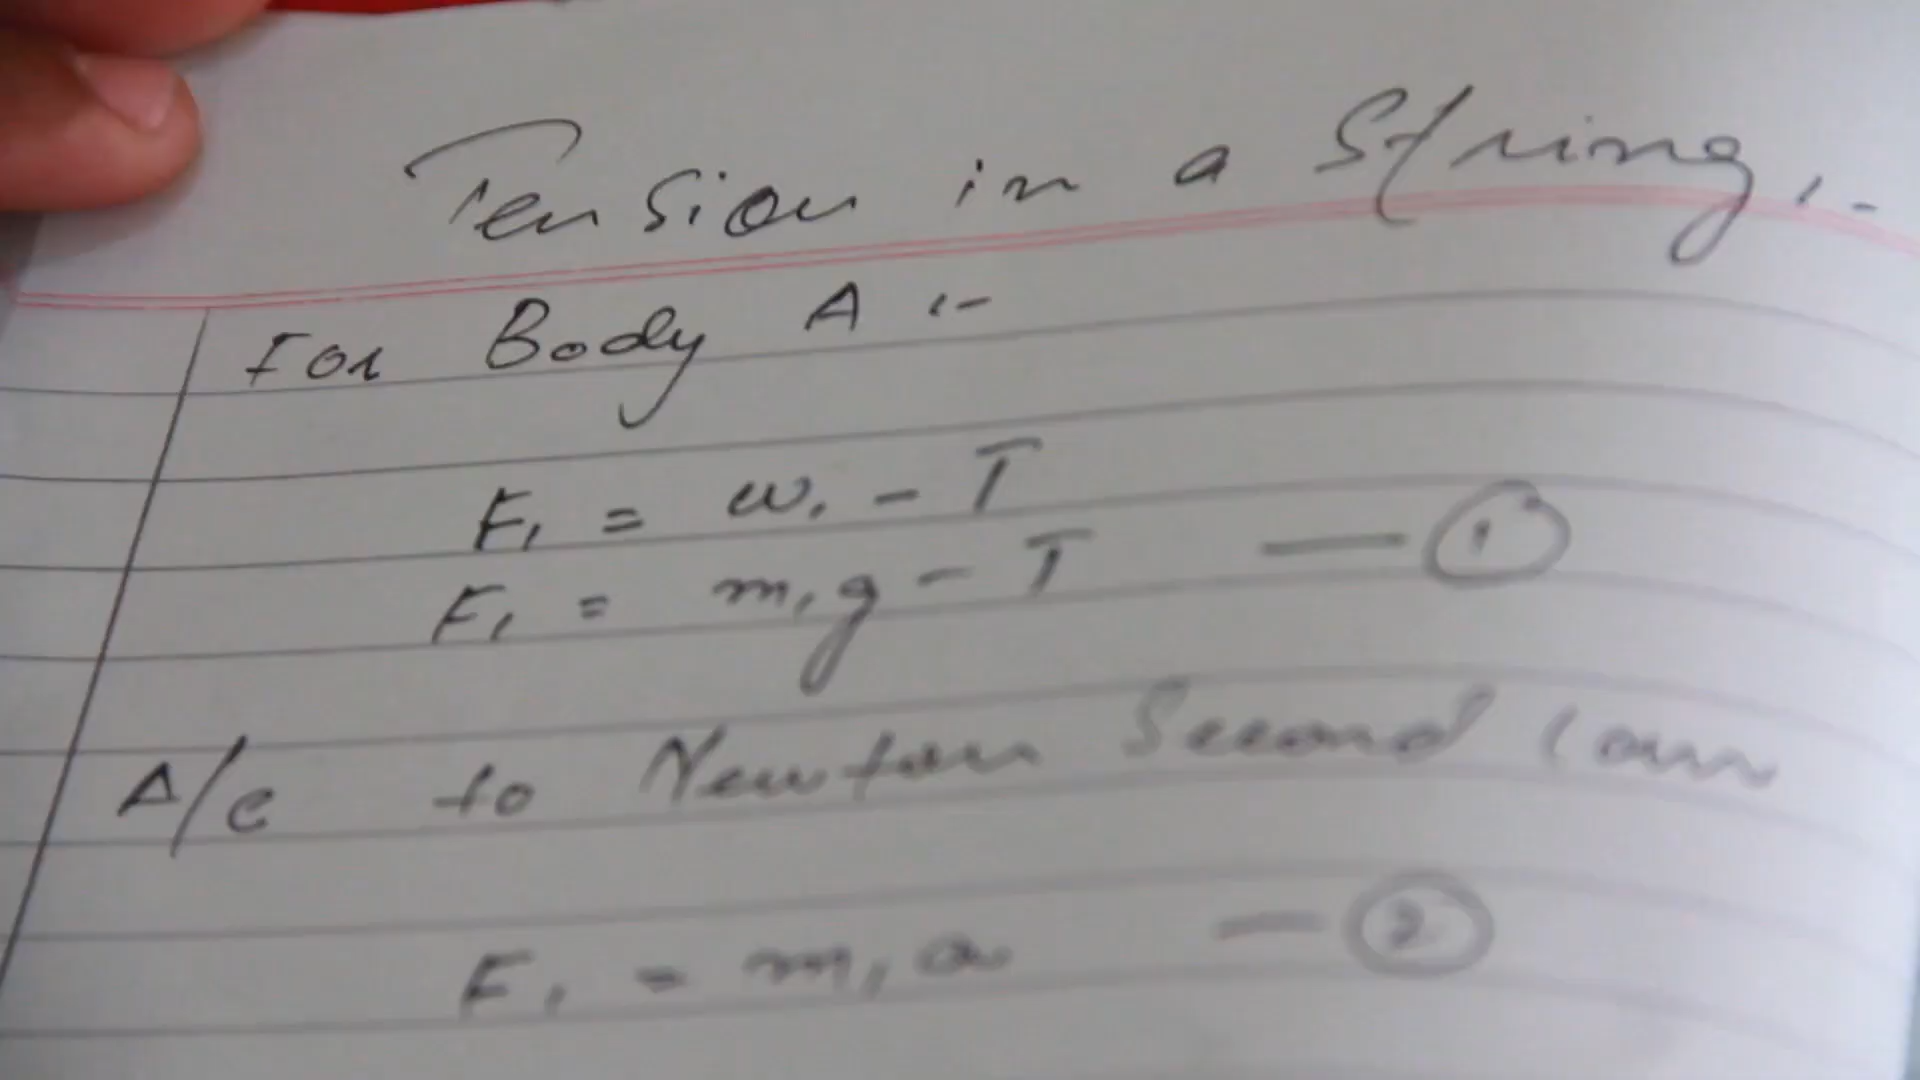 Tension in a String :-
For Body A :-
F₁ = w₁ - T
F₁ = m₁g - T — ①
A/c to Newton Second law
F₁ = m₁a — ②